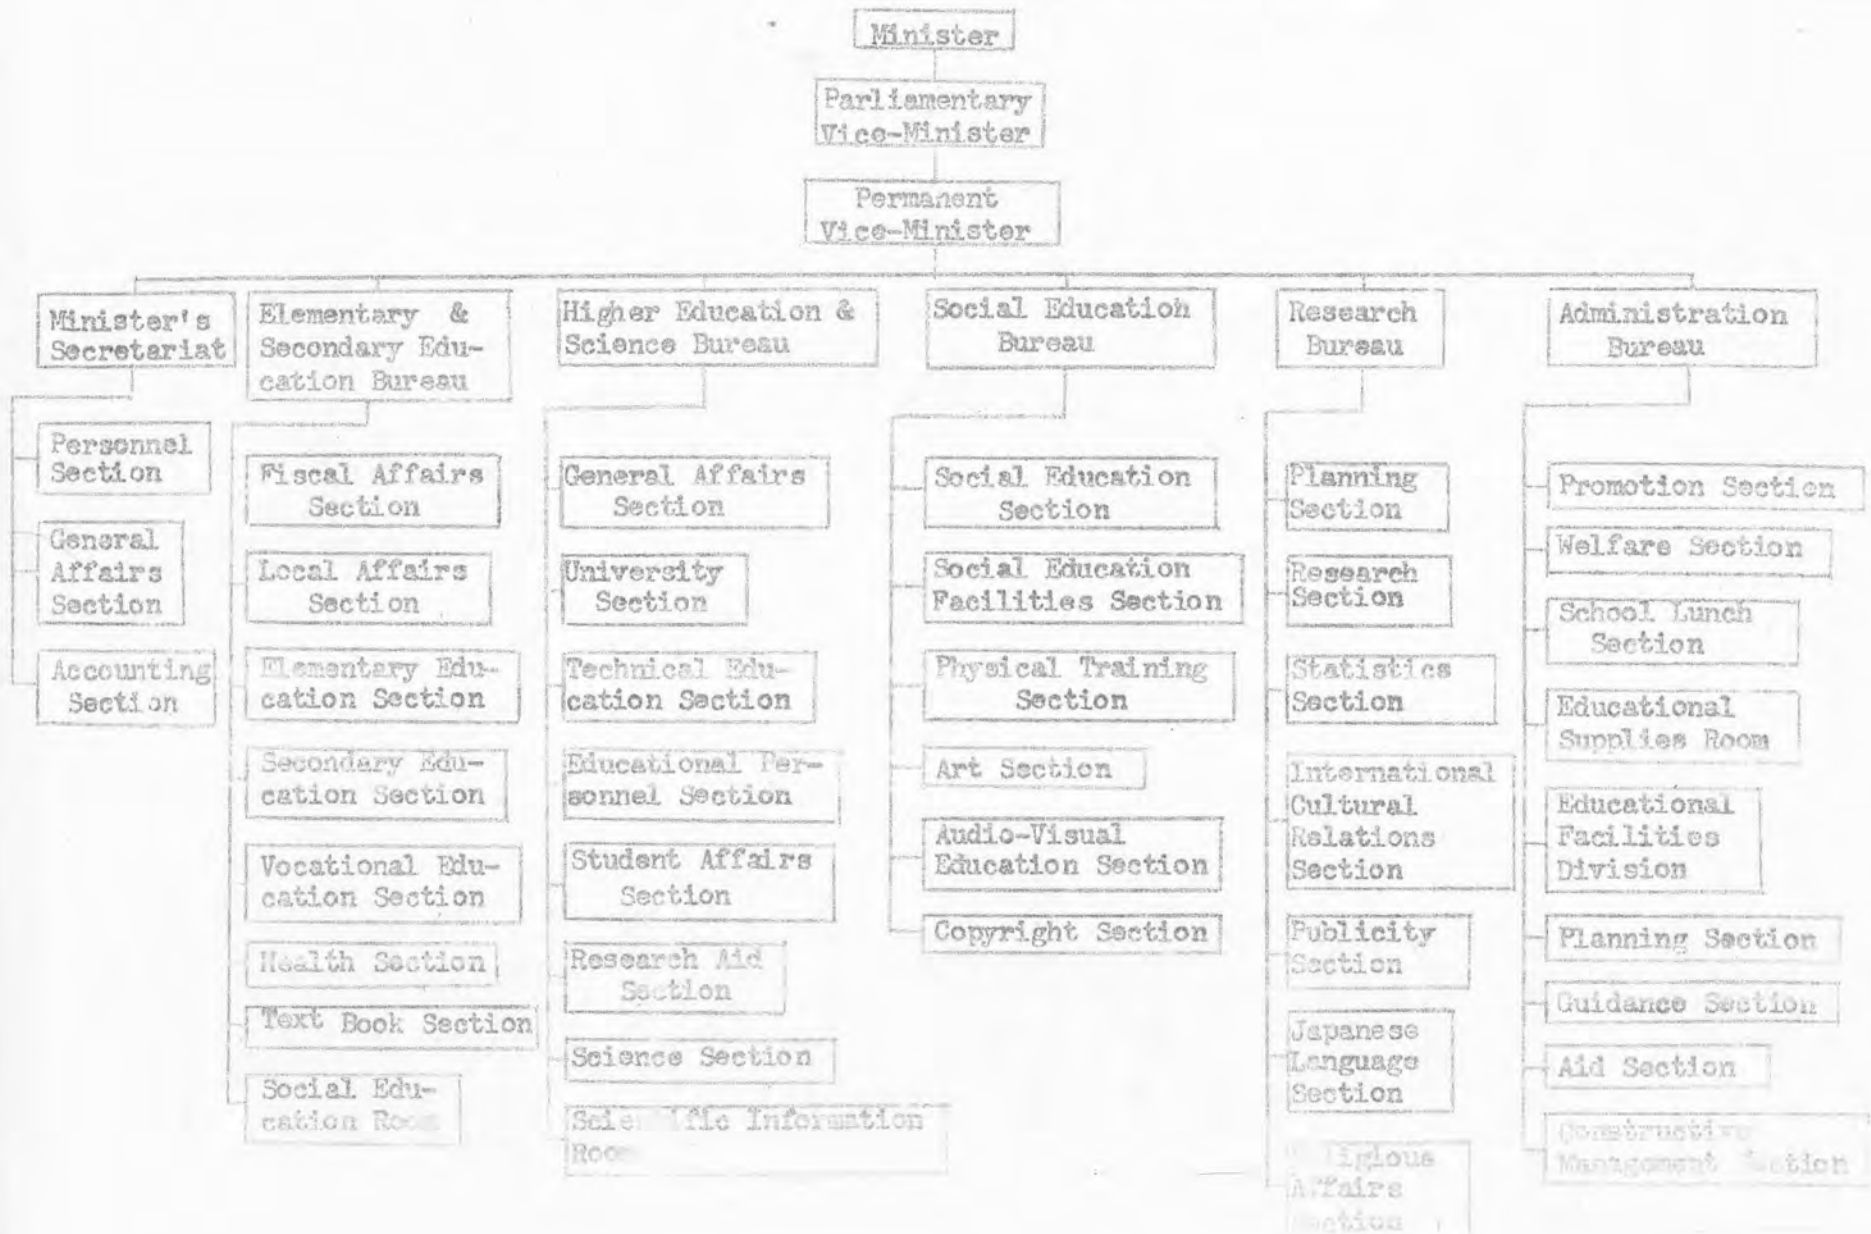 Minister
Parliamentary
Vice-Minister
Permanent
Vice-Minister
Minister's
Secretariat
Personnel
Section
General
Affairs
Section
Accounting
Section
Elementary &
Secondary Edu-
cation Bureau
Fiscal Affairs
Section
Local Affairs
Section
Elementary Edu-
cation Section
Secondary Edu-
cation Section
Vocational Edu-
cation Section
Health Section
Text Book Section
Social Edu-
cation Room
Higher Education &
Science Bureau
General Affairs
Section
University
Section
Technical Edu-
cation Section
Educational Per-
sonnel Section
Student Affairs
Section
Research Aid
Section
Science Section
Scientific Information
Room
Social Education
Bureau
Social Education
Section
Social Education
Facilities Section
Physical Training
Section
Art Section
Audio-Visual
Education Section
Copyright Section
Research
Bureau
Planning
Section
Research
Section
Statistics
Section
International
Cultural
Relations
Section
Publicity
Section
Japanese
Language
Section
Religious
Affairs
Section
Administration
Bureau
Promotion Section
Welfare Section
School Lunch
Section
Educational
Supplies Room
Educational
Facilities
Division
Planning Section
Guidance Section
Aid Section
Management Section